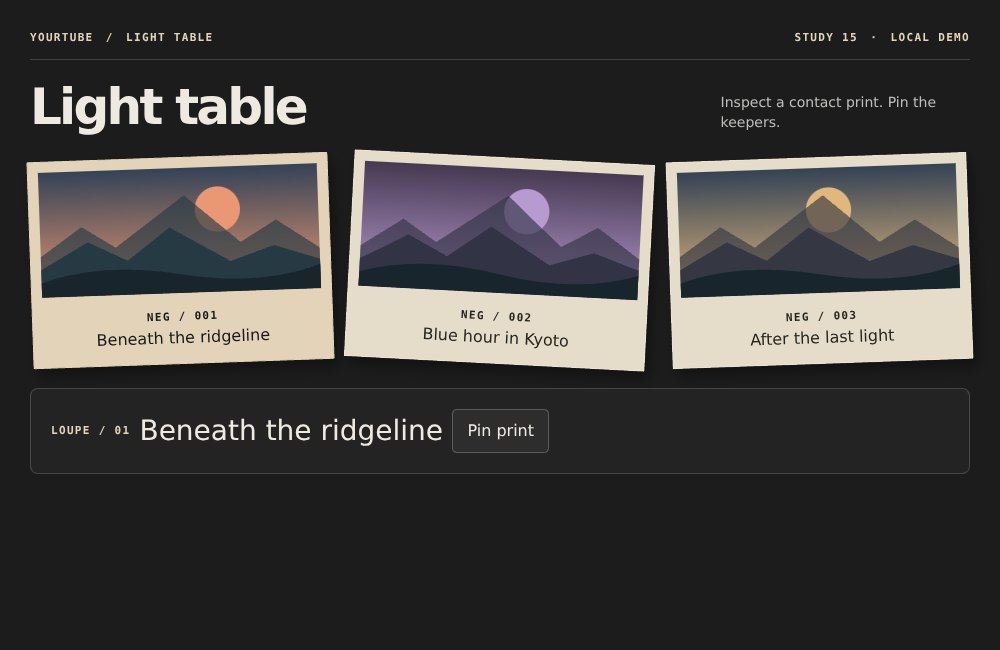 YOURTUBE / LIGHT TABLE
STUDY 15 · LOCAL DEMO
Light table
Inspect a contact print. Pin the
keepers.
NEG / 001
Beneath the ridgeline
NEG / 002
Blue hour in Kyoto
NEG / 003
After the last light
LOUPE / 01 Beneath the ridgeline Pin print